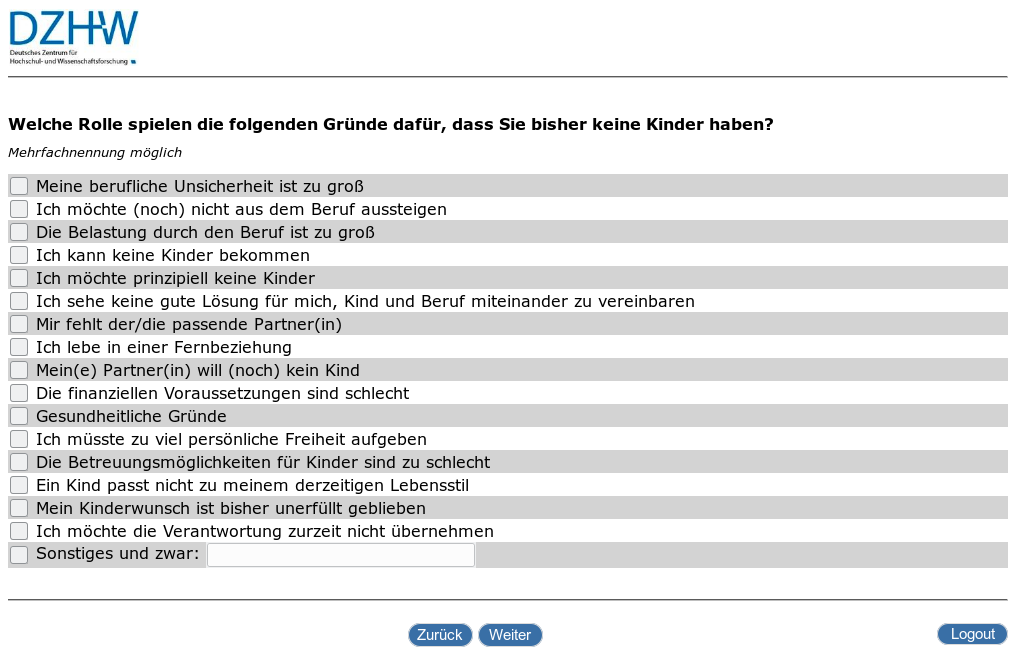 DZHW
Deutsches Zentrum für
Hochschul- und Wissenschaftsforschung
Welche Rolle spielen die folgenden Gründe dafür, dass Sie bisher keine Kinder haben?
Mehrfachnennung möglich
Meine berufliche Unsicherheit ist zu groß
Ich möchte (noch) nicht aus dem Beruf aussteigen
Die Belastung durch den Beruf ist zu groß
Ich kann keine Kinder bekommen
Ich möchte prinzipiell keine Kinder
Ich sehe keine gute Lösung für mich, Kind und Beruf miteinander zu vereinbaren
Mir fehlt der/die passende Partner(in)
Ich lebe in einer Fernbeziehung
Mein(e) Partner(in) will (noch) kein Kind
Die finanziellen Voraussetzungen sind schlecht
Gesundheitliche Gründe
Ich müsste zu viel persönliche Freiheit aufgeben
Die Betreuungsmöglichkeiten für Kinder sind zu schlecht
Ein Kind passt nicht zu meinem derzeitigen Lebensstil
Mein Kinderwunsch ist bisher unerfüllt geblieben
Ich möchte die Verantwortung zurzeit nicht übernehmen
Sonstiges und zwar:
Zurück Weiter Logout